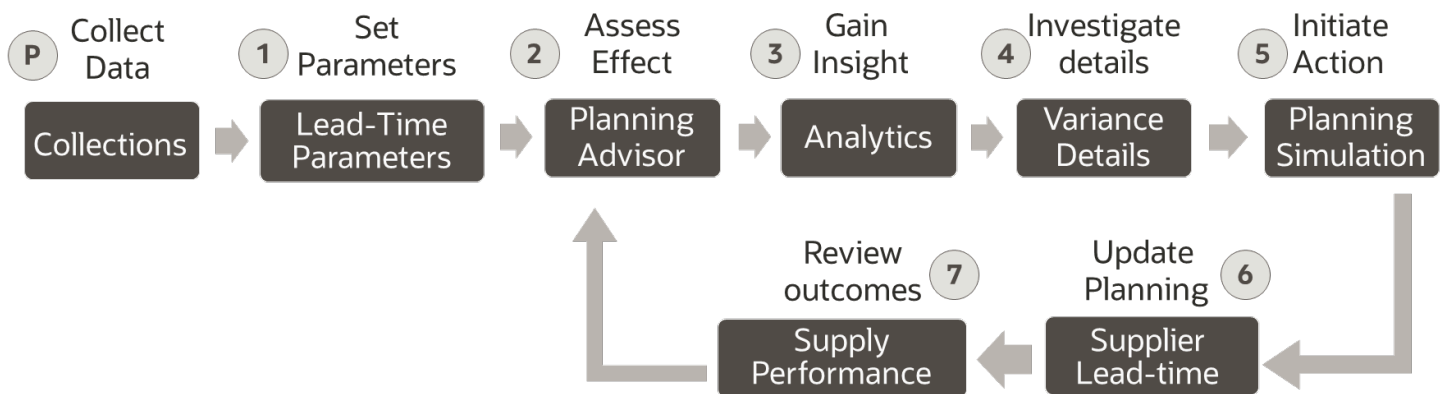 P
Collect
Data
Collections
1
Set
Parameters
Lead-Time
Parameters
2
Assess
Effect
Planning
Advisor
3
Gain
Insight
Analytics
4
Investigate
details
Variance
Details
5
Initiate
Action
Planning
Simulation
Update
Planning
6
Supplier
Lead-time
Review
outcomes
7
Supply
Performance